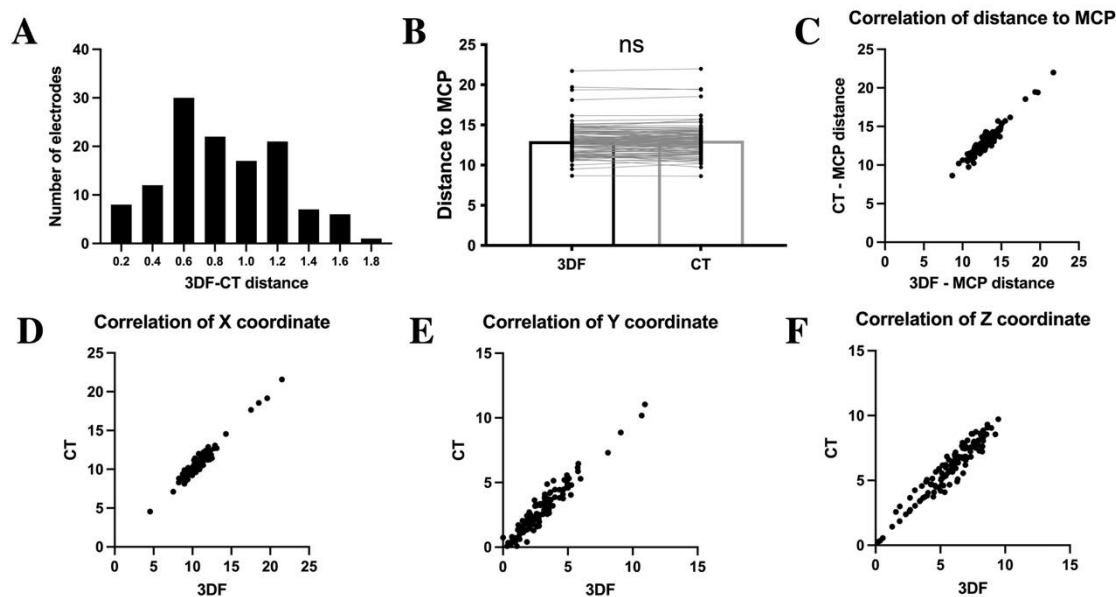 A
Number of electrodes
40
30
20
10
0
0.2 0.4 0.6 0.8 1.0 1.2 1.4 1.6 1.8
3DF-CT distance
B
ns
Distance to MCP
25
20
15
10
5
0
3DF CT
C
Correlation of distance to MCP
CT - MCP distance
25
20
15
10
5
0
0 5 10 15 20 25
3DF - MCP distance
D
Correlation of X coordinate
CT
25
20
15
10
5
0
0 5 10 15 20 25
3DF
E
Correlation of Y coordinate
CT
15
10
5
0
0 5 10 15
3DF
F
Correlation of Z coordinate
CT
15
10
5
0
0 5 10 15
3DF